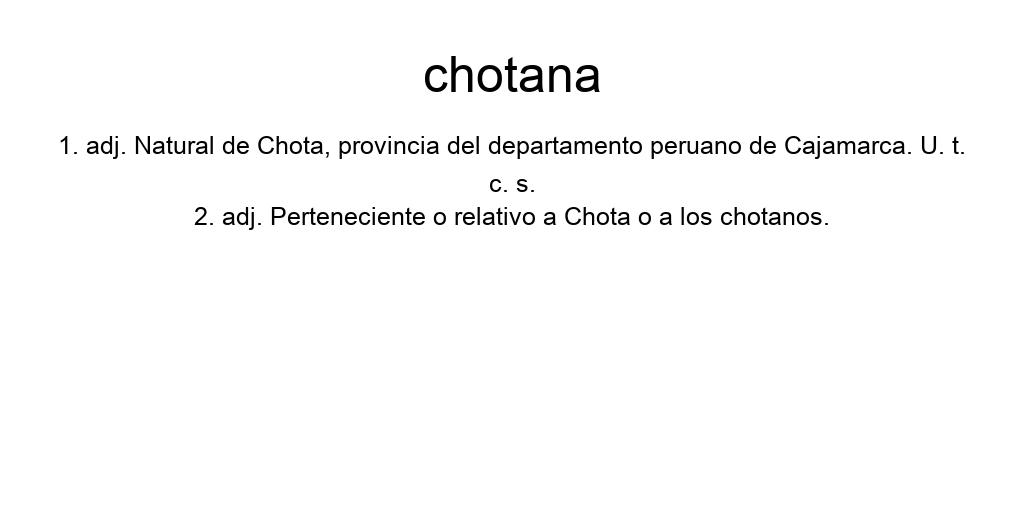 chotana
1. adj. Natural de Chota, provincia del departamento peruano de Cajamarca. U. t.
c. s.
2. adj. Perteneciente o relativo a Chota o a los chotanos.